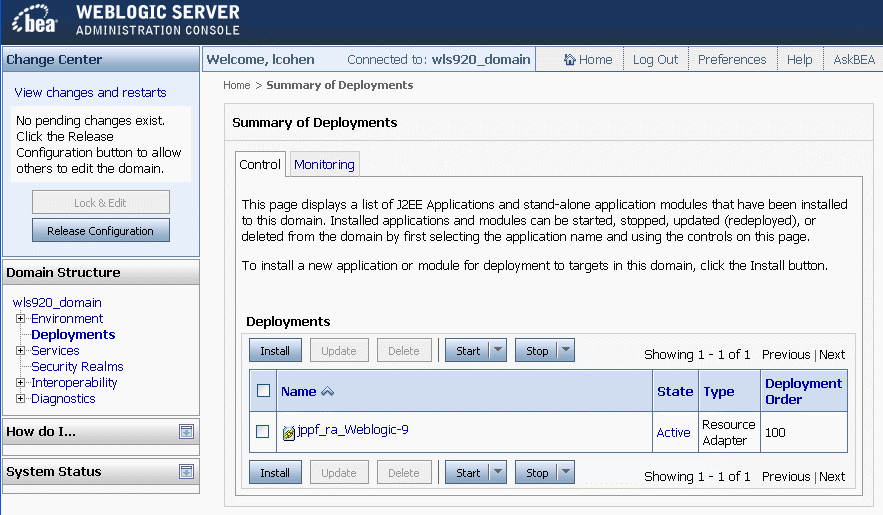 bea
WEBLOGIC SERVER
ADMINISTRATION CONSOLE
Change Center
View changes and restarts
No pending changes exist.
Click the Release
Configuration button to allow
others to edit the domain.
Lock & Edit
Release Configuration
Domain Structure
wls920_domain
Environment
Deployments
Services
Security Realms
Interoperability
Diagnostics
How do I...
System Status
Welcome, lcohen
Connected to: wls920_domain
Home
Log Out
Preferences
Help
AskBEA
Home > Summary of Deployments
Summary of Deployments
Control
Monitoring
This page displays a list of J2EE Applications and stand-alone application modules that have been installed
to this domain. Installed applications and modules can be started, stopped, updated (redeployed), or
deleted from the domain by first selecting the application name and using the controls on this page.
To install a new application or module for deployment to targets in this domain, click the Install button.
Deployments
Install Update Delete Start Stop Showing 1 - 1 of 1 Previous | Next
Name State Type Deployment
Order
jppf_ra_Weblogic-9 Active Resource
Adapter 100
Install Update Delete Start Stop Showing 1 - 1 of 1 Previous | Next